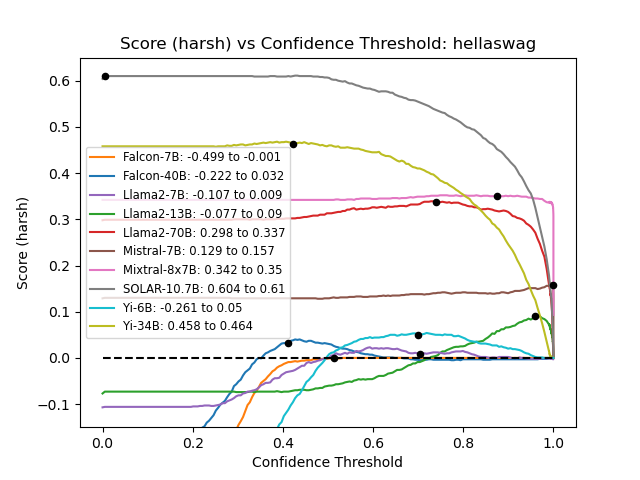 Score (harsh) vs Confidence Threshold: hellaswag
Score (harsh)
0.6
0.5
0.4
0.3
0.2
0.1
0.0
−0.1
Falcon-7B: -0.499 to -0.001
Falcon-40B: -0.222 to 0.032
Llama2-7B: -0.107 to 0.009
Llama2-13B: -0.077 to 0.09
Llama2-70B: 0.298 to 0.337
Mistral-7B: 0.129 to 0.157
Mixtral-8x7B: 0.342 to 0.35
SOLAR-10.7B: 0.604 to 0.61
Yi-6B: -0.261 to 0.05
Yi-34B: 0.458 to 0.464
0.0 0.2 0.4 0.6 0.8 1.0
Confidence Threshold